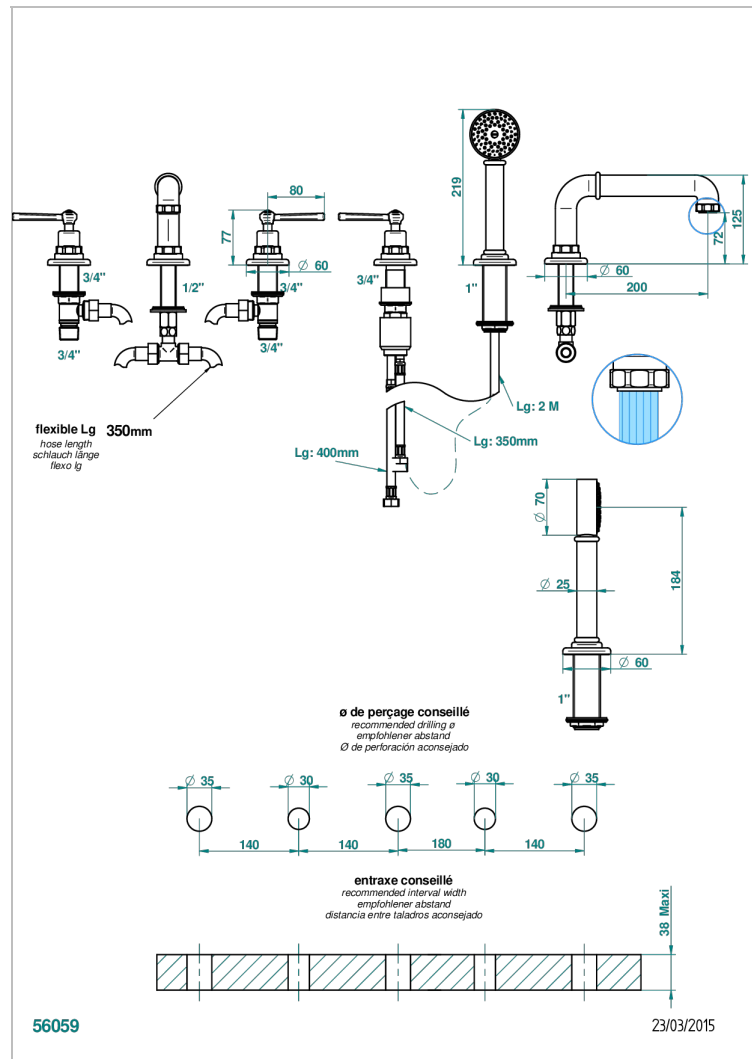 80
77
Ø 60
3/4"
3/4"
1/2"
3/4"
3/4"
3/4"
219
1"
125
72
Ø 60
200
flexible Lg 350mm
hose length
schlauch länge
flexo lg
Lg: 2 M
Lg: 350mm
Lg: 400mm
Ø 70
184
Ø 25
Ø 60
1"
ø de perçage conseillé
recommended drilling ø
empfohlener abstand
Ø de perforación aconsejado
Ø 35 Ø 30 Ø 35 Ø 30 Ø 35
140 140 180 140
entraxe conseillé
recommended interval width
empfohlener abstand
distancia entre taladros aconsejado
38 Maxi
56059
23/03/2015